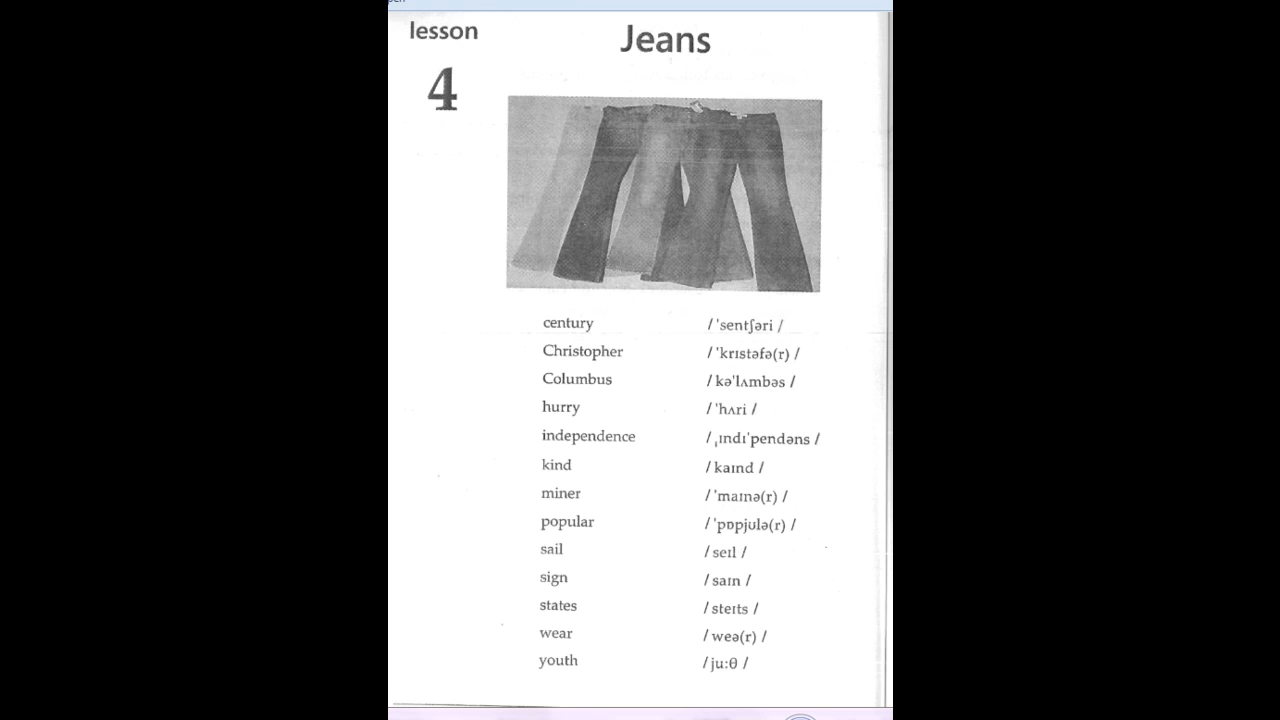 lesson
Jeans
4
century / ˈsentʃəri /
Christopher / ˈkrɪstəfə(r) /
Columbus / kəˈlʌmbəs /
hurry / ˈhʌri /
independence / ˌɪndɪˈpendəns /
kind / kaɪnd /
miner / ˈmaɪnə(r) /
popular / ˈpɒpjʊlə(r) /
sail / seɪl /
sign / saɪn /
states / steɪts /
wear / weə(r) /
youth / ju:θ /